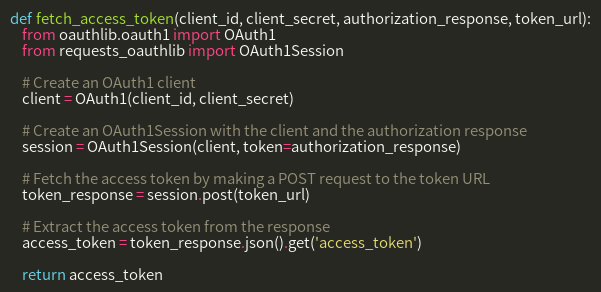 def fetch_access_token(client_id, client_secret, authorization_response, token_url):
from oauthlib.oauth1 import OAuth1
from requests_oauthlib import OAuth1Session
# Create an OAuth1 client
client = OAuth1(client_id, client_secret)
# Create an OAuth1Session with the client and the authorization response
session = OAuth1Session(client, token=authorization_response)
# Fetch the access token by making a POST request to the token URL
token_response = session.post(token_url)
# Extract the access token from the response
access_token = token_response.json().get('access_token')
return access_token